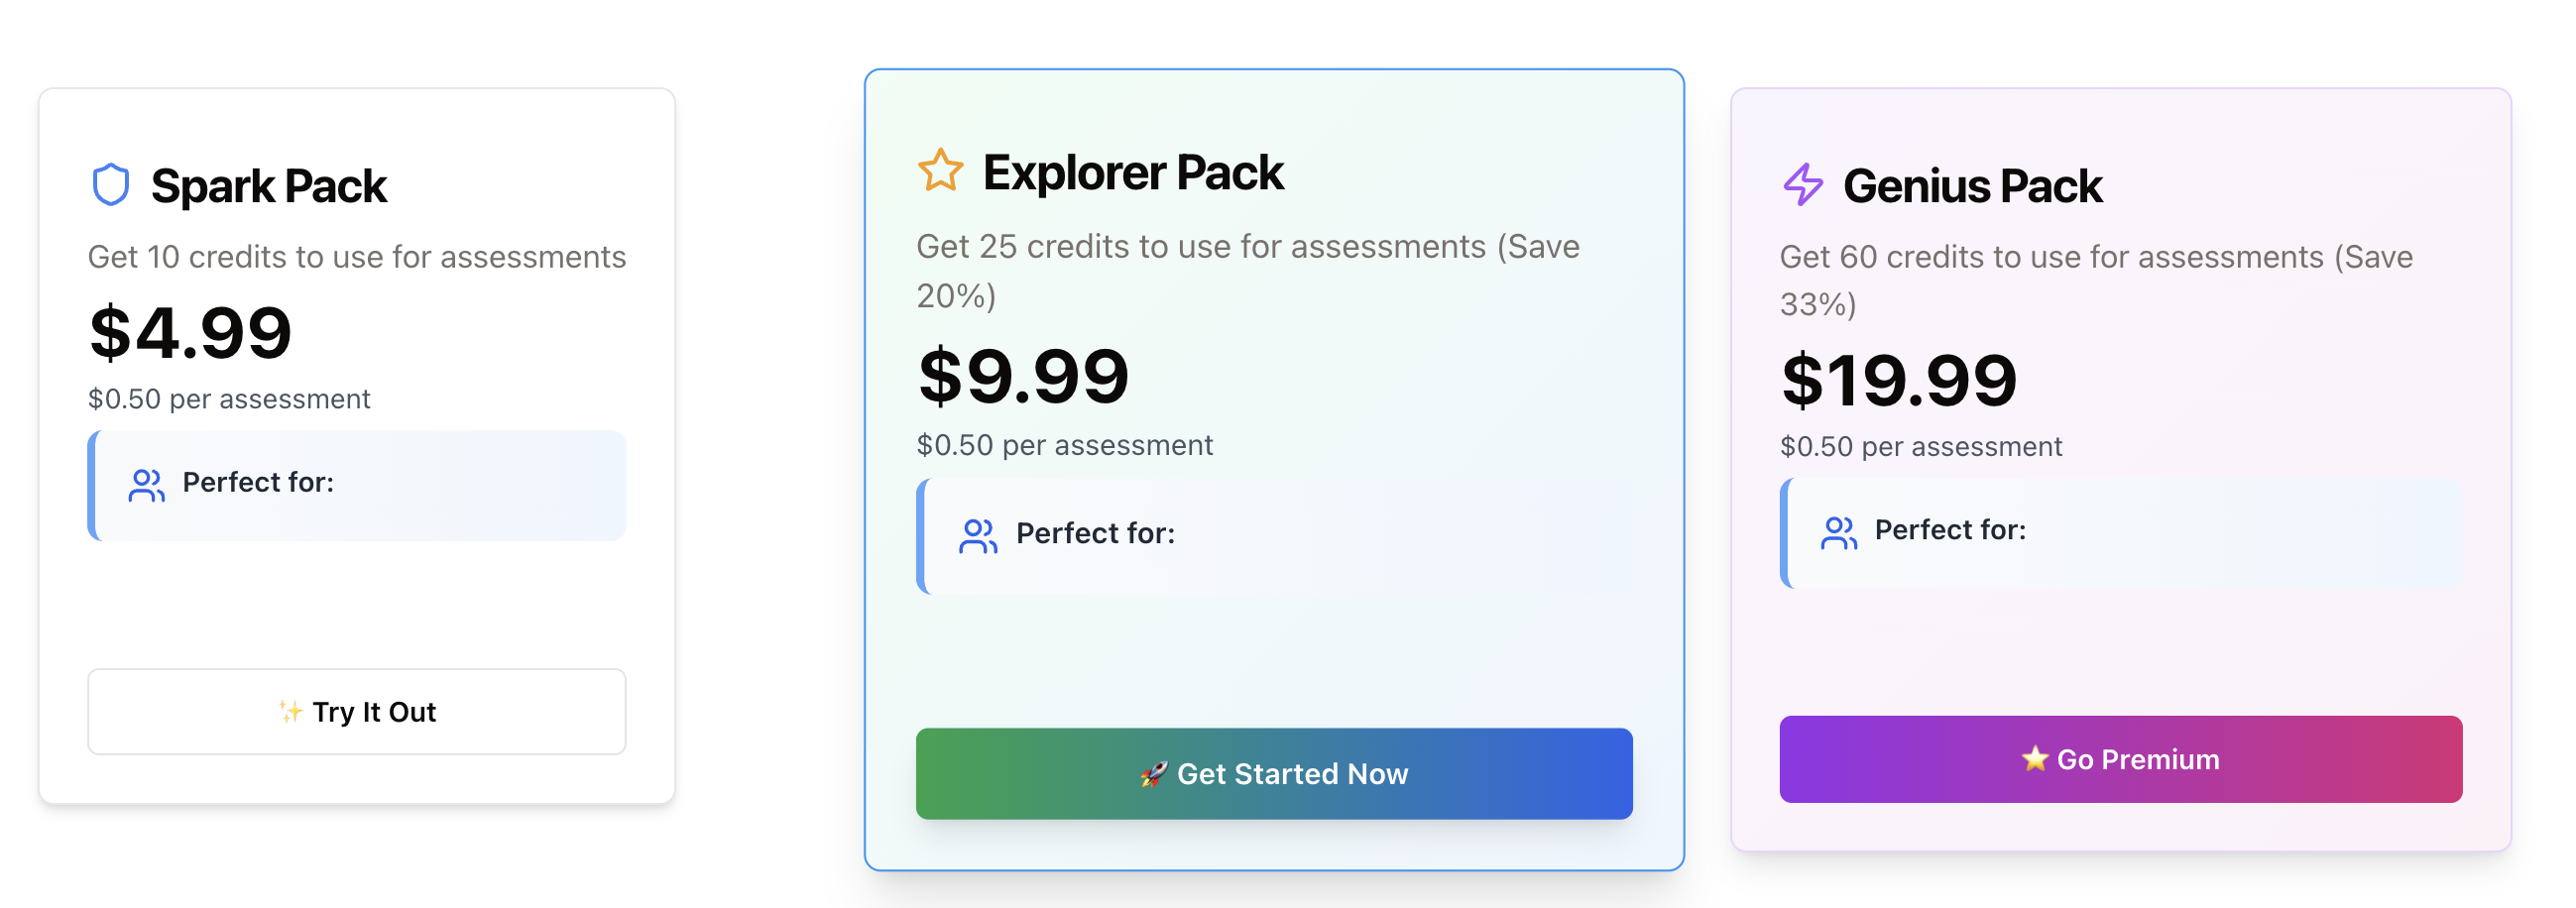 Spark Pack
Get 10 credits to use for assessments
$4.99
$0.50 per assessment
Perfect for:
✨ Try It Out
Explorer Pack
Get 25 credits to use for assessments (Save
20%)
$9.99
$0.50 per assessment
Perfect for:
🚀 Get Started Now
Genius Pack
Get 60 credits to use for assessments (Save
33%)
$19.99
$0.50 per assessment
Perfect for:
⭐ Go Premium